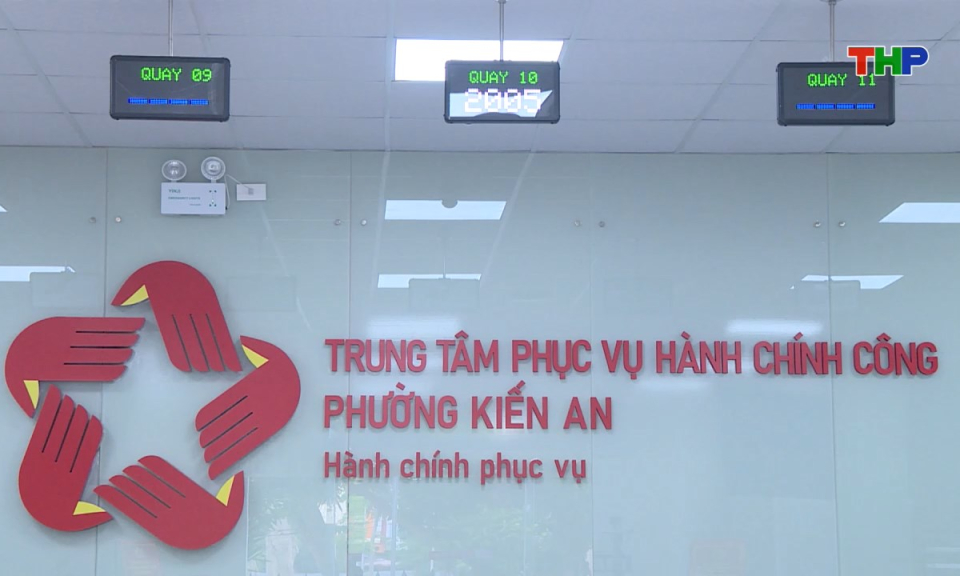 THP
QUAY 09
QUAY 10
2005
QUAY 11
TRUNG TÂM PHỤC VỤ HÀNH CHÍNH CÔNG
PHƯỜNG KIẾN AN
Hành chính phục vụ